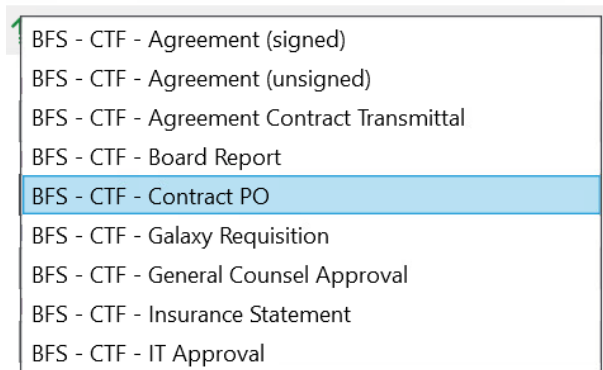 BFS - CTF - Agreement (signed)
BFS - CTF - Agreement (unsigned)
BFS - CTF - Agreement Contract Transmittal
BFS - CTF - Board Report
BFS - CTF - Contract PO
BFS - CTF - Galaxy Requisition
BFS - CTF - General Counsel Approval
BFS - CTF - Insurance Statement
BFS - CTF - IT Approval